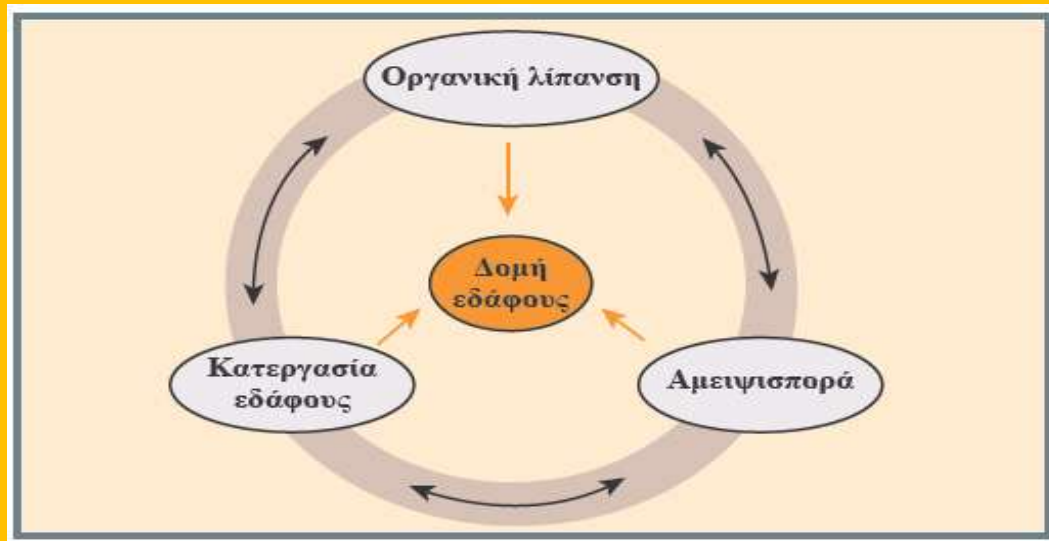 Οργανική λίπανση
Δομή
εδάφους
Κατεργασία
εδάφους
Αμειψισπορά